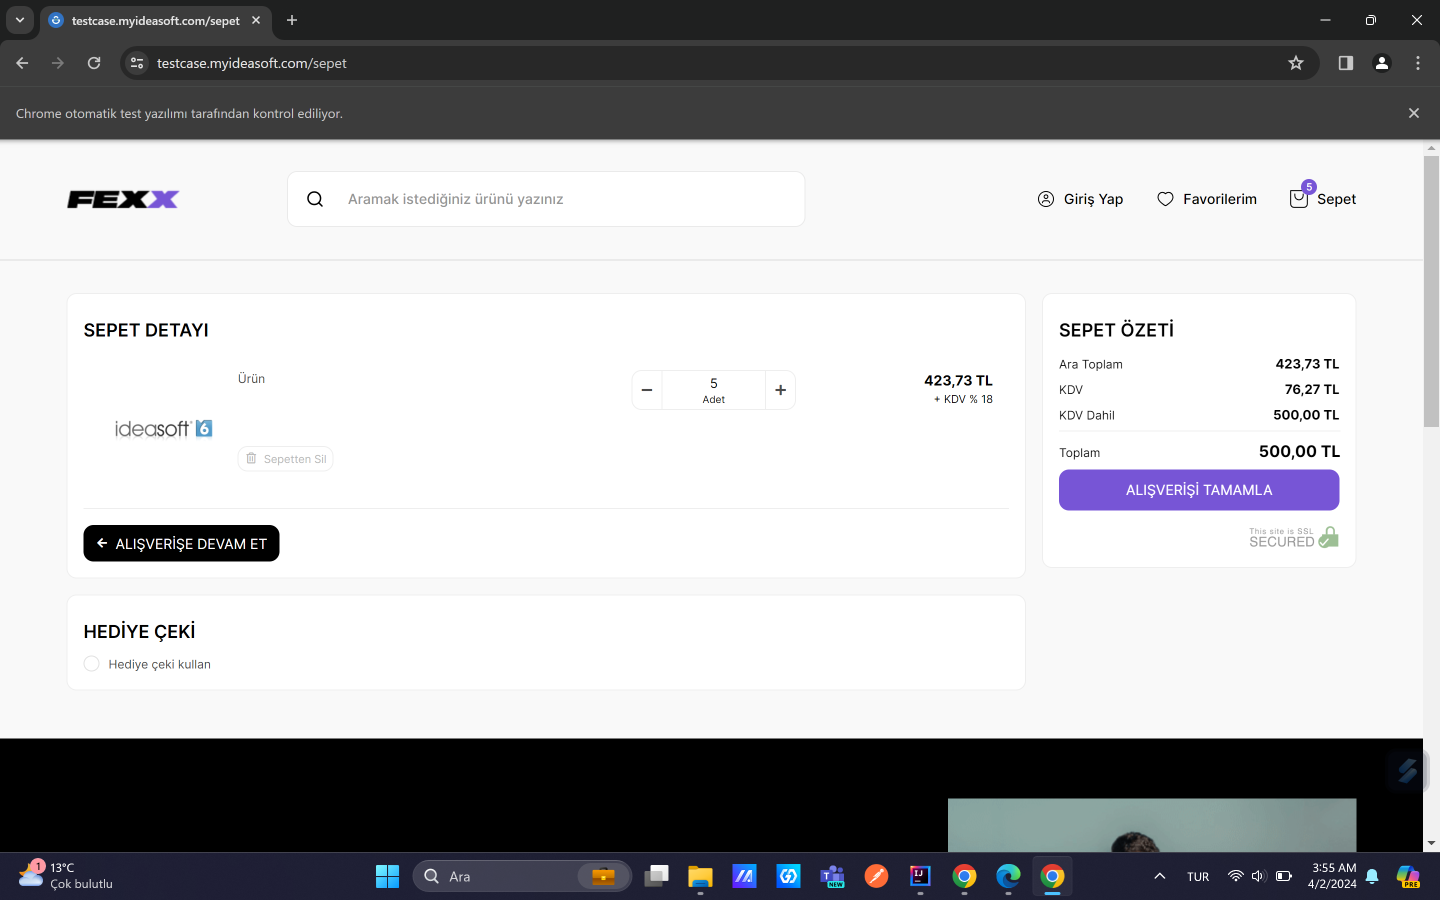 testcase.myideasoft.com/sepet
testcase.myideasoft.com/sepet
Chrome otomatik test yazılımı tarafından kontrol ediliyor.
FEXX
Aramak istediğiniz ürünü yazınız
Giriş Yap
Favorilerim
5
Sepet
SEPET DETAYI
Ürün
ideasoft 6
Sepetten Sil
5
Adet
423,73 TL
+ KDV % 18
← ALIŞVERİŞE DEVAM ET
SEPET ÖZETİ
Ara Toplam 423,73 TL
KDV 76,27 TL
KDV Dahil 500,00 TL
Toplam 500,00 TL
ALIŞVERİŞİ TAMAMLA
This site is SSL
SECURED
HEDİYE ÇEKİ
Hediye çeki kullan
1
13°C
Çok bulutlu
Ara
NEW
IJ
TUR
3:55 AM
4/2/2024
PRE